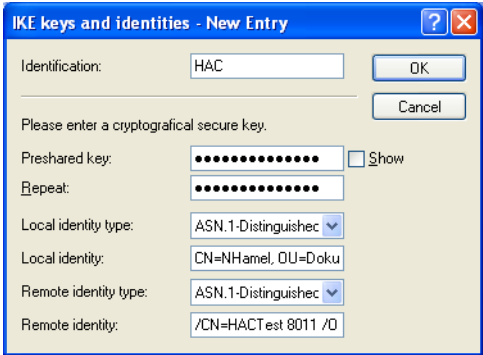 IKE keys and identities - New Entry
Identification: HAC
OK
Cancel
Please enter a cryptografical secure key.
Preshared key: ●●●●●●●●●●●●●● Show
Repeat: ●●●●●●●●●●●●●●
Local identity type: ASN.1-Distinguishec
Local identity: CN=NHamel, OU=Doku
Remote identity type: ASN.1-Distinguishec
Remote identity: /CN=HACTest 8011 /O